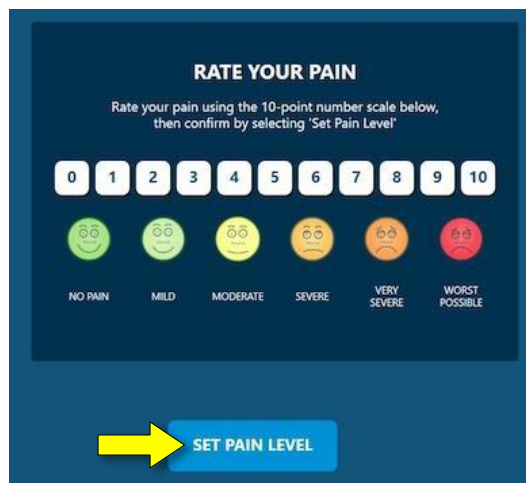 RATE YOUR PAIN
Rate your pain using the 10-point number scale below,
then confirm by selecting 'Set Pain Level'
0 1 2 3 4 5 6 7 8 9 10
NO PAIN MILD MODERATE SEVERE VERY SEVERE WORST POSSIBLE
SET PAIN LEVEL